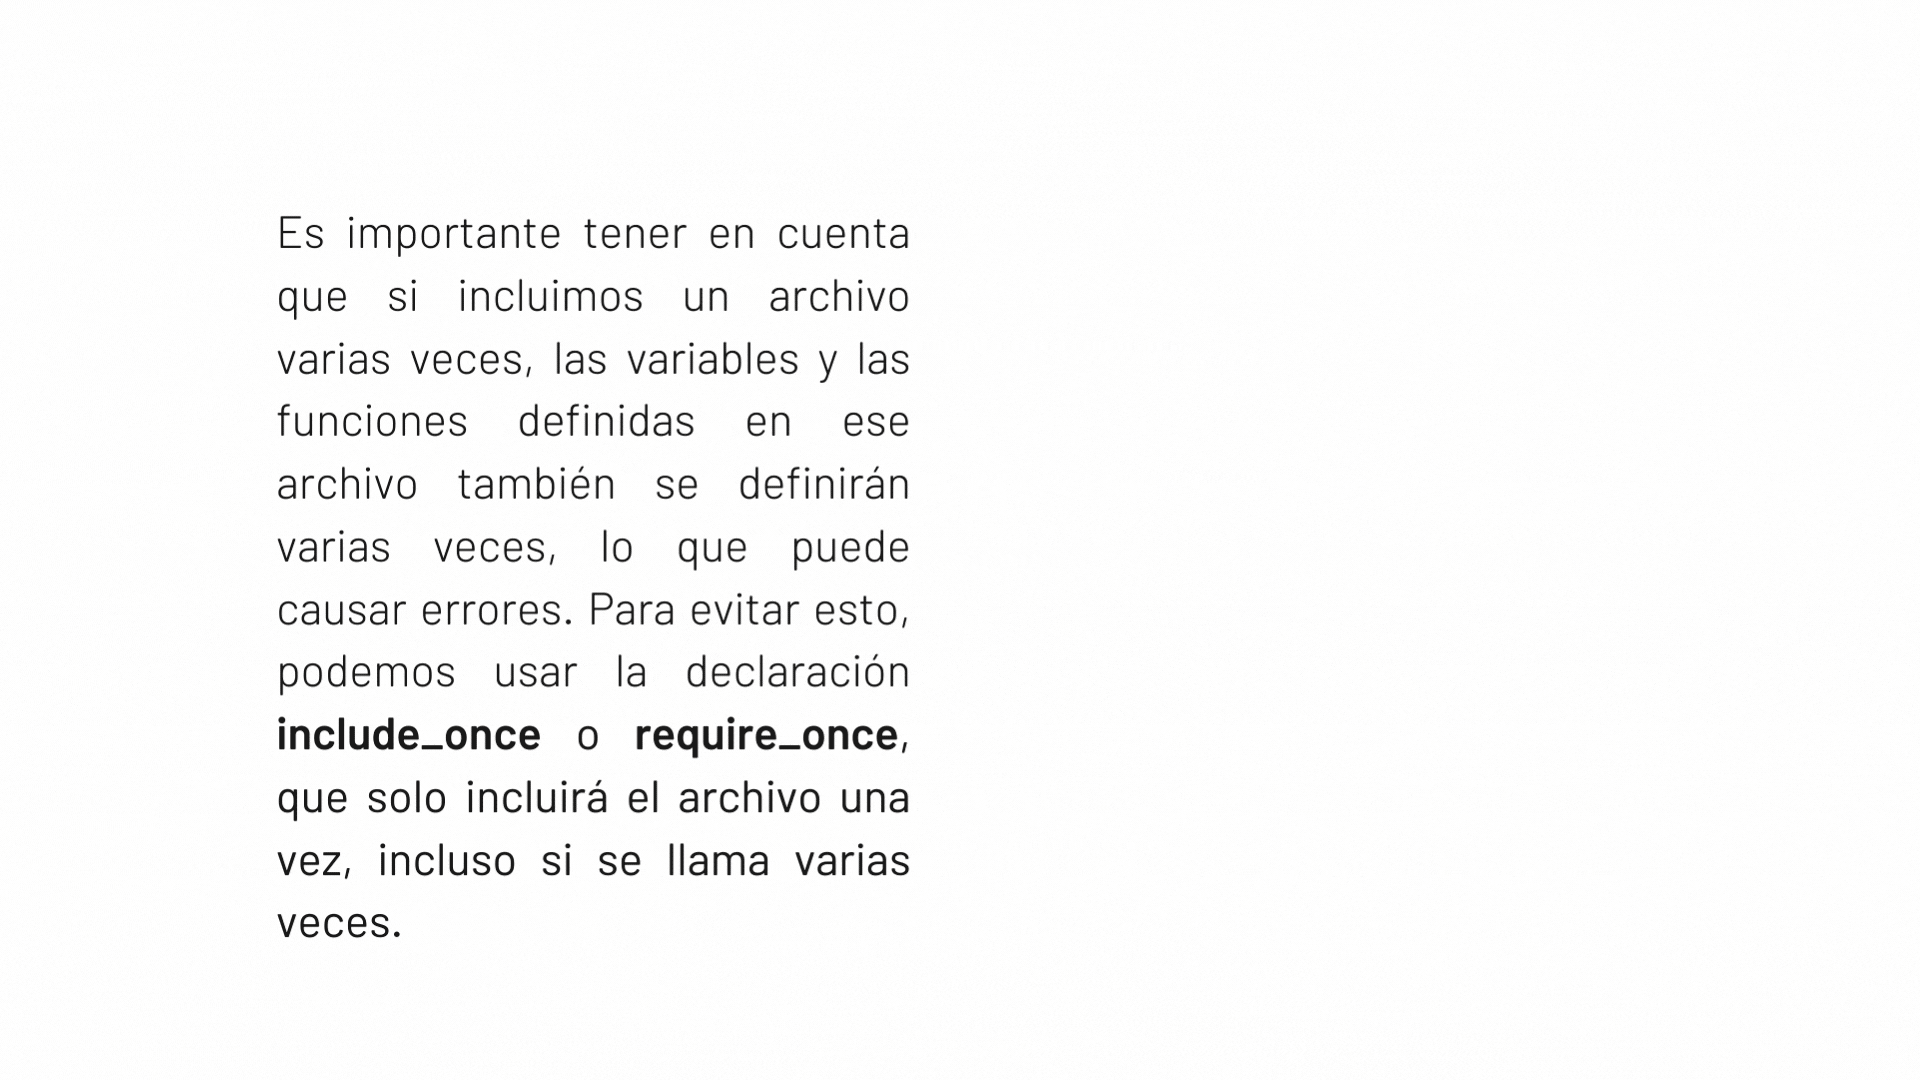 Es importante tener en cuenta
que si incluimos un archivo
varias veces, las variables y las
funciones definidas en ese
archivo también se definirán
varias veces, lo que puede
causar errores. Para evitar esto,
podemos usar la declaración
include_once o require_once,
que solo incluirá el archivo una
vez, incluso si se llama varias
veces.